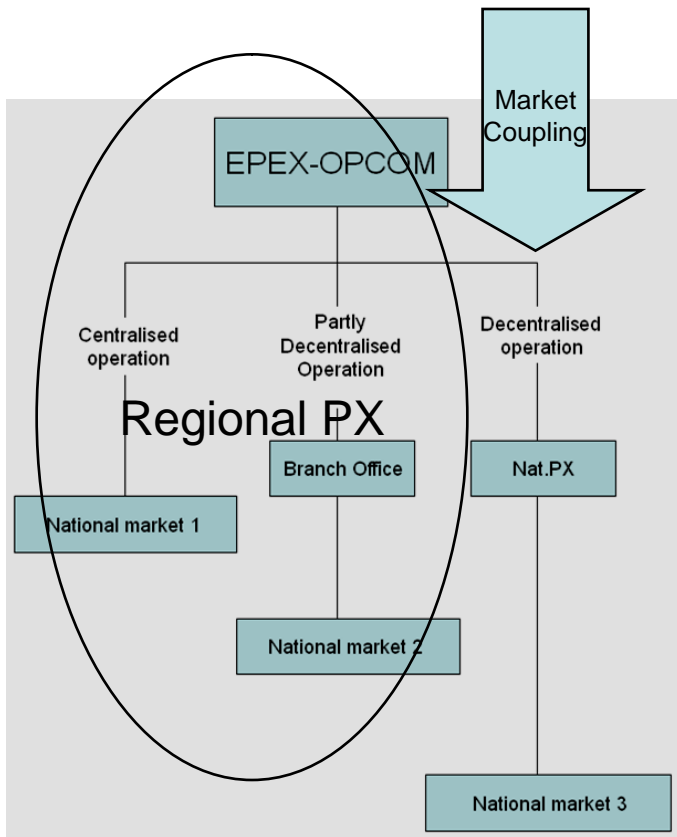 Market
Coupling
EPEX-OPCOM
Centralised
operation
Partly
Decentralised
Operation
Decentralised
operation
Regional PX
Branch Office
Nat.PX
National market 1
National market 2
National market 3